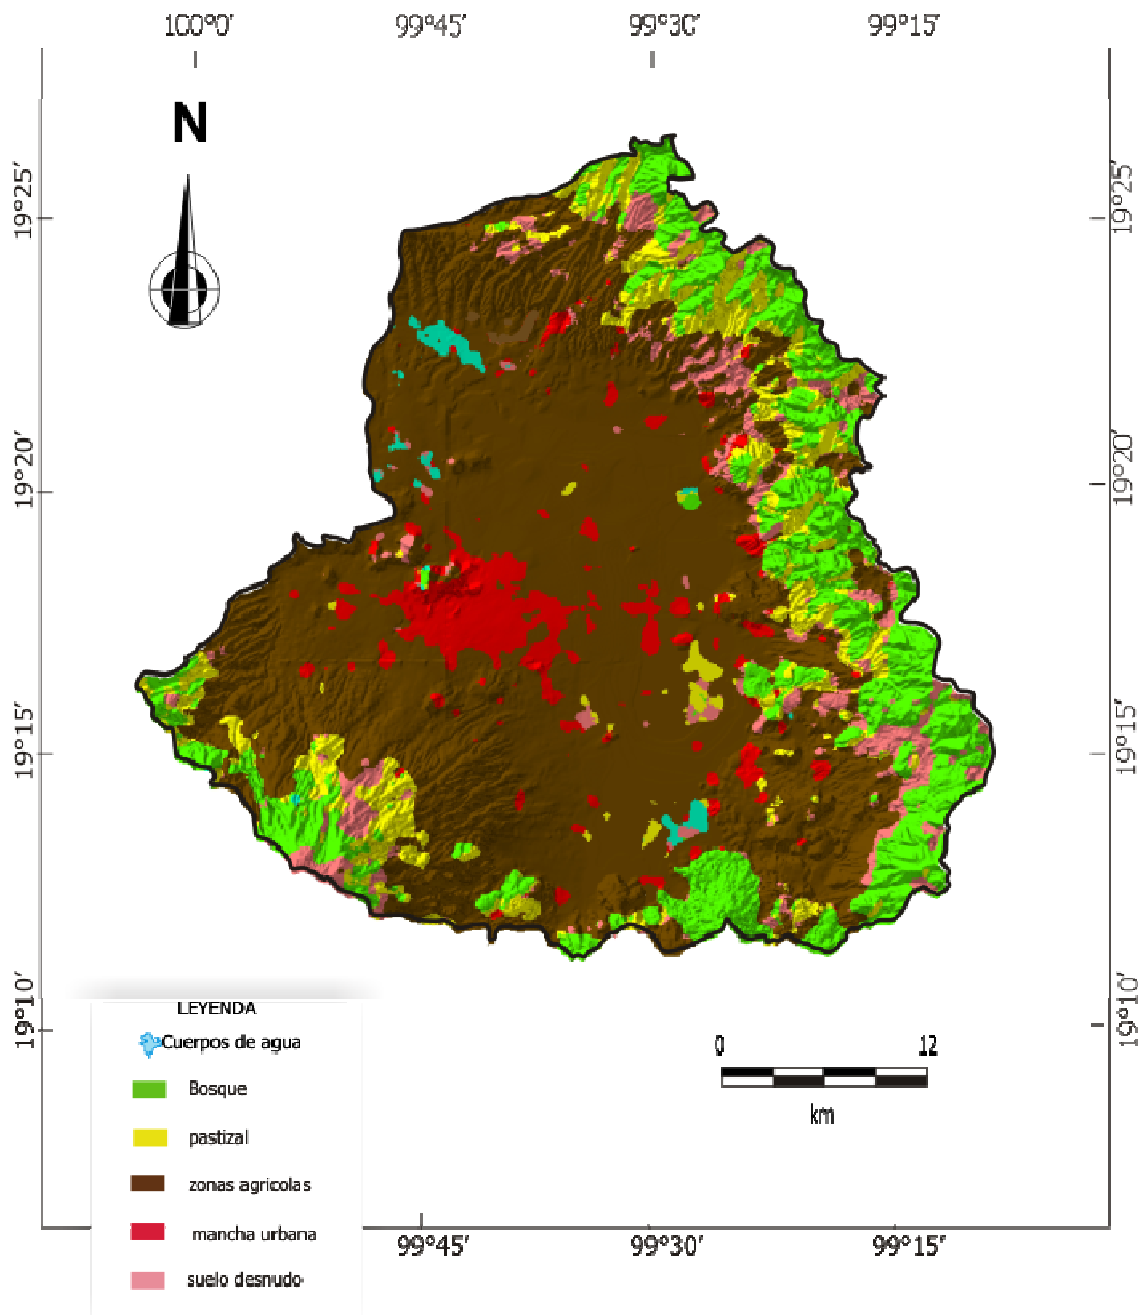 100°0′ 99°45′ 99°30′ 99°15′
N
19°25′ 19°25′
19°20′ 19°20′
19°15′ 19°15′
19°10′ 19°10′
LEYENDA
Cuerpos de agua
Bosque
pastizal
zonas agricolas
mancha urbana
suelo desnudo
0 12
km
99°45′ 99°30′ 99°15′